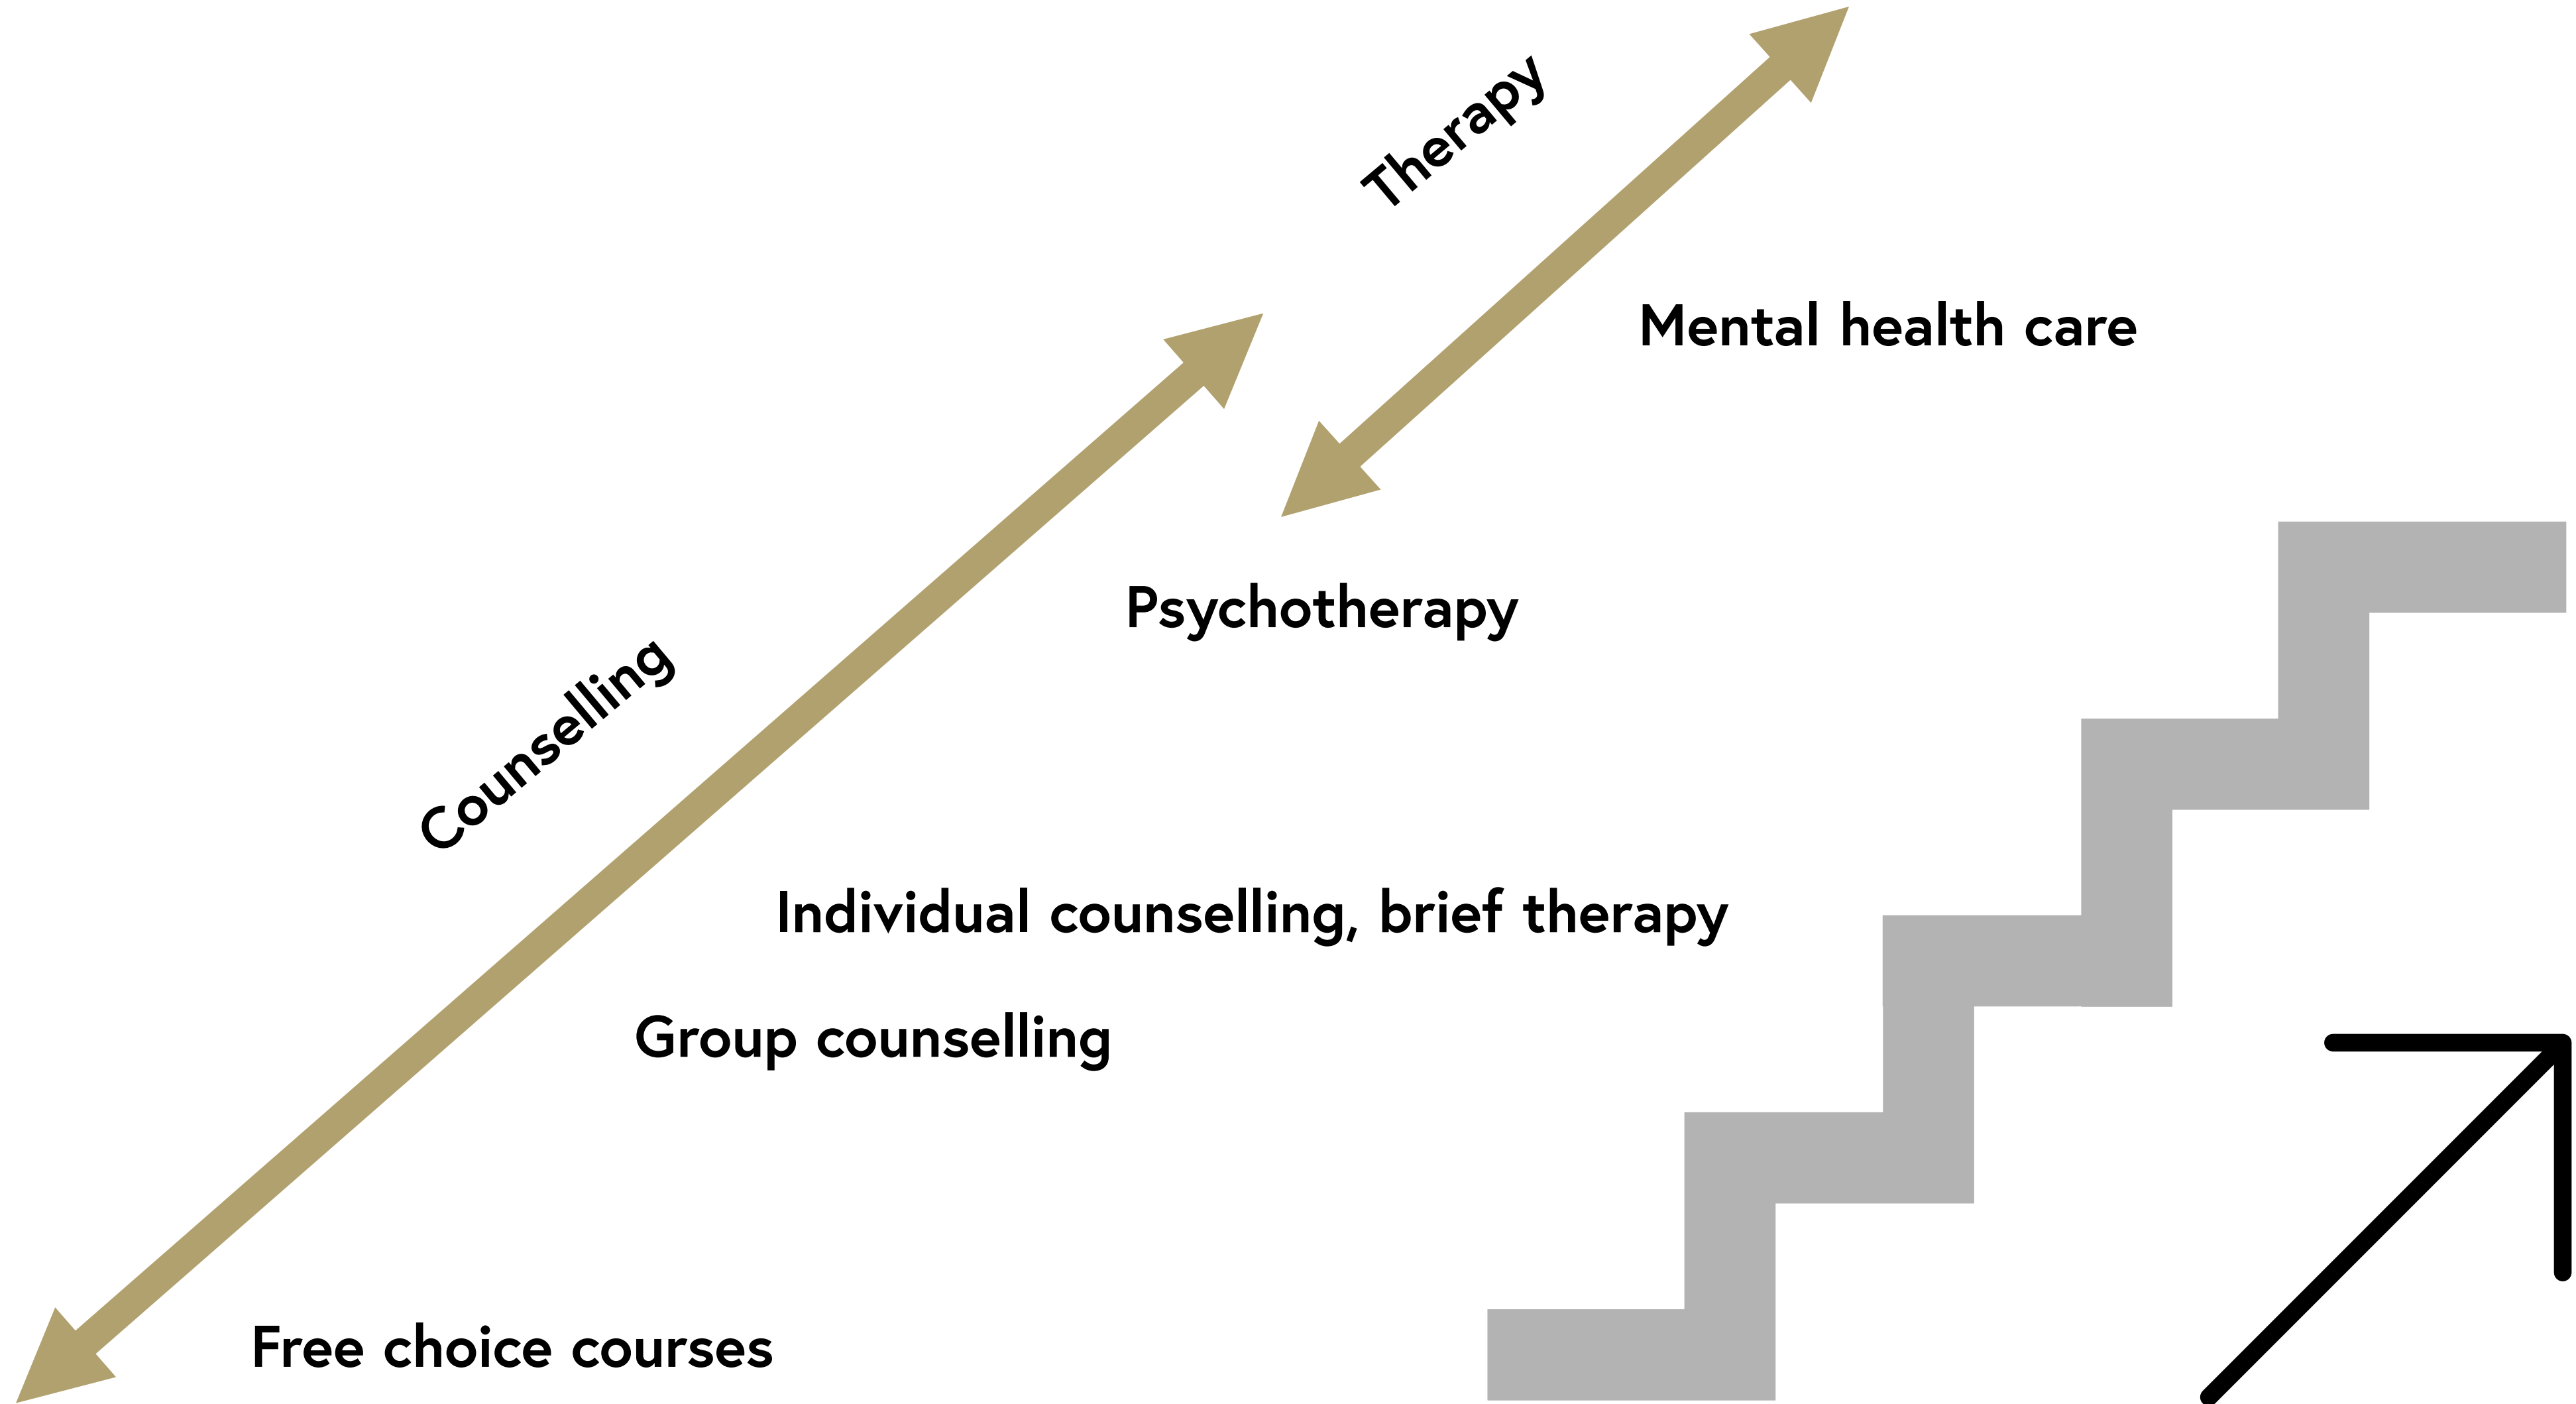 Therapy
Mental health care
Psychotherapy
Counselling
Individual counselling, brief therapy
Group counselling
Free choice courses